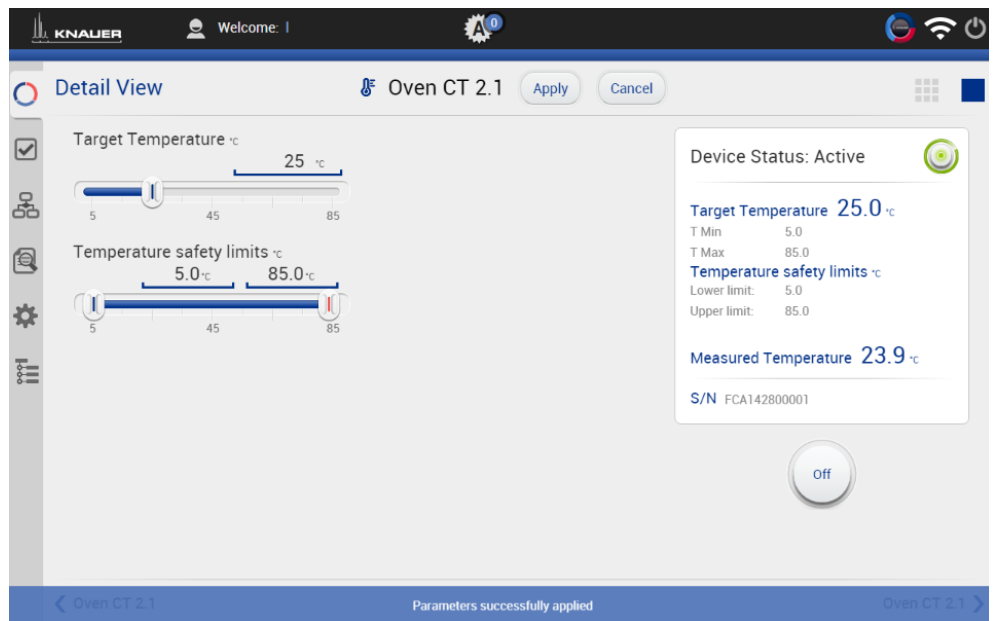 KNAUER
Welcome: l
A 0
Detail View
Oven CT 2.1
Apply
Cancel
Target Temperature °C
25 °C
5 45 85
Temperature safety limits °C
5.0 °C 85.0 °C
5 45 85
Device Status: Active
Target Temperature 25.0 °C
T Min 5.0
T Max 85.0
Temperature safety limits °C
Lower limit: 5.0
Upper limit: 85.0
Measured Temperature 23.9 °C
S/N FCA142800001
Off
Oven CT 2.1
Parameters successfully applied
Oven CT 2.1